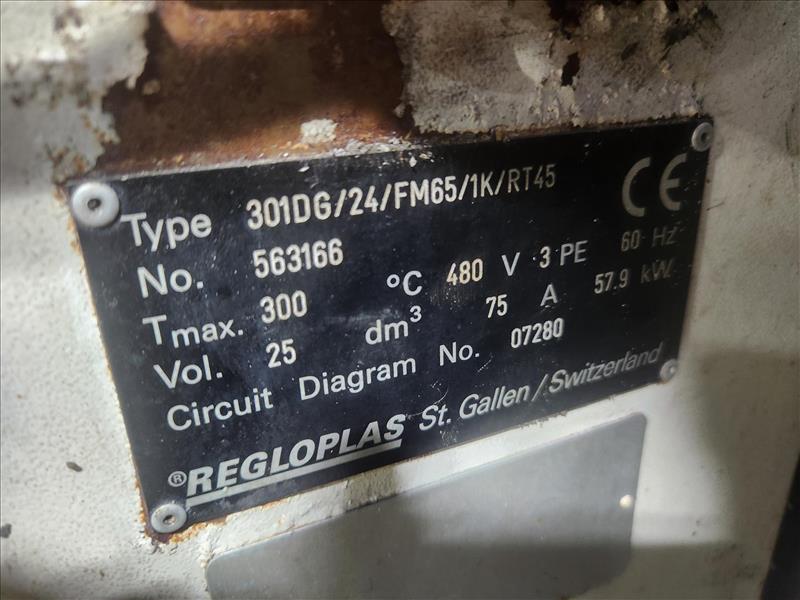 Type 301DG/24/FM65/1K/RT45 CE
No. 563166
Tmax. 300 °C 480 V 3 PE 60 Hz
Vol. 25 dm³ 75 A 57.9 kW
Circuit Diagram No. 07280
®REGLOPLAS St. Gallen/Switzerland